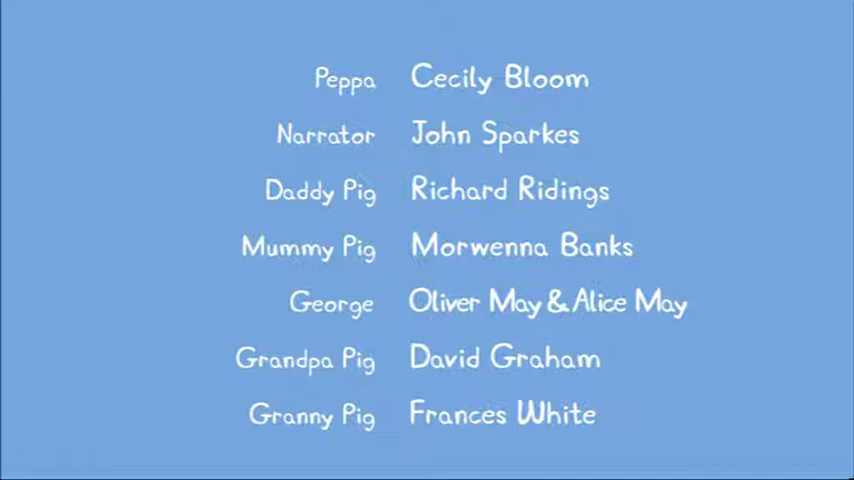 Peppa Cecily Bloom
Narrator John Sparkes
Daddy Pig Richard Ridings
Mummy Pig Morwenna Banks
George Oliver May & Alice May
Grandpa Pig David Graham
Granny Pig Frances White